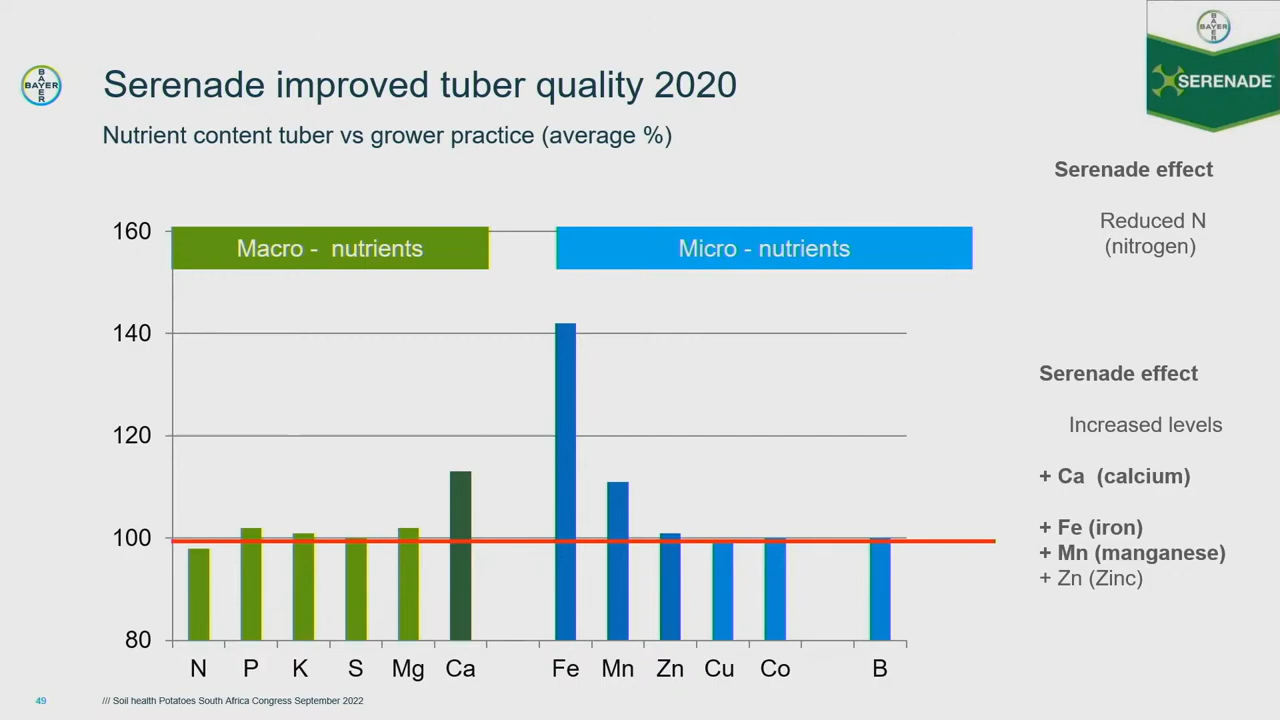 BAYER
BAYER
SERENADE
Serenade improved tuber quality 2020
Nutrient content tuber vs grower practice (average %)
Serenade effect
Reduced N
(nitrogen)
160
Macro - nutrients
Micro - nutrients
140
120
100
80
N P K S Mg Ca Fe Mn Zn Cu Co B
Serenade effect
Increased levels
+ Ca (calcium)
+ Fe (iron)
+ Mn (manganese)
+ Zn (Zinc)
49
/// Soil health Potatoes South Africa Congress September 2022